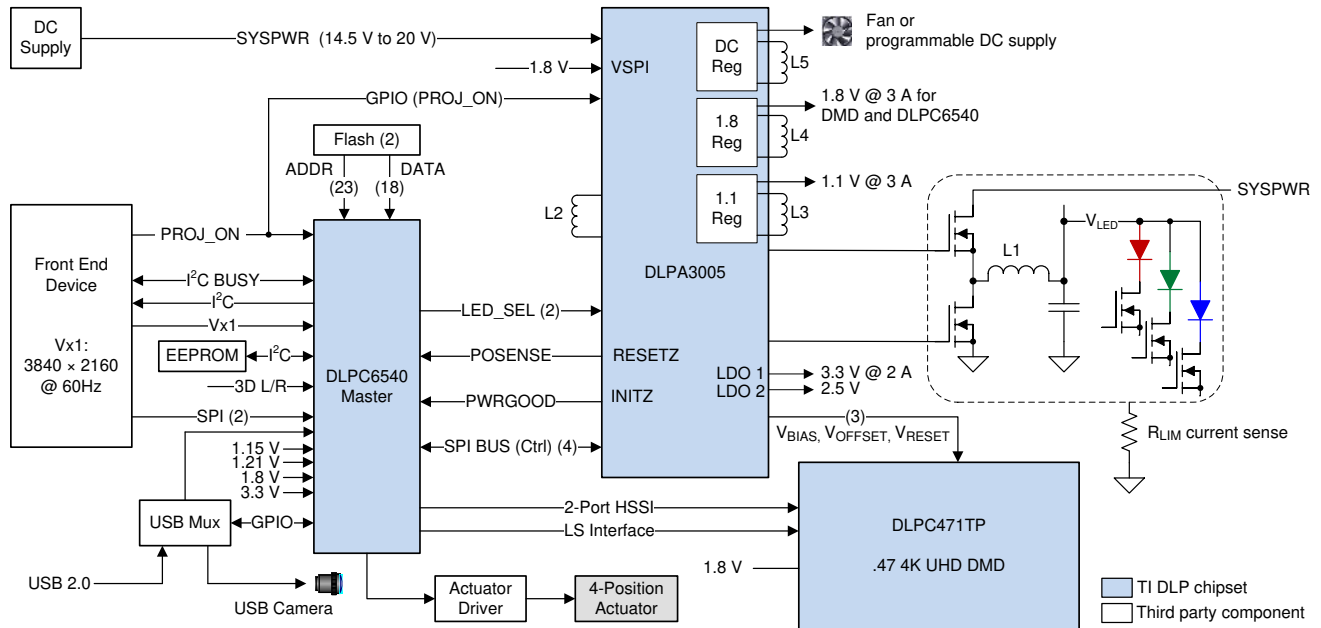 DC
Supply
SYSPWR (14.5 V to 20 V)
1.8 V
VSPI
GPIO (PROJ_ON)
DC
Reg
L5
Fan or
programmable DC supply
1.8
Reg
L4
1.8 V @ 3 A for
DMD and DLPC6540
1.1
Reg
L3
1.1 V @ 3 A
Flash (2)
ADDR
(23)
DATA
(18)
L2
DLPA3005
SYSPWR
VLED
L1
Front End
Device
Vx1:
3840 × 2160
@ 60Hz
PROJ_ON
I²C BUSY
I²C
Vx1
EEPROM
I²C
3D L/R
SPI (2)
1.15 V
1.21 V
1.8 V
3.3 V
DLPC6540
Master
LED_SEL (2)
POSENSE
RESETZ
PWRGOOD
INITZ
SPI BUS (Ctrl) (4)
LDO 1
3.3 V @ 2 A
LDO 2
2.5 V
(3)
VBIAS, VOFFSET, VRESET
RLIM current sense
USB Mux
GPIO
USB 2.0
USB Camera
2-Port HSSI
LS Interface
DLPC471TP
.47 4K UHD DMD
1.8 V
Actuator
Driver
4-Position
Actuator
TI DLP chipset
Third party component